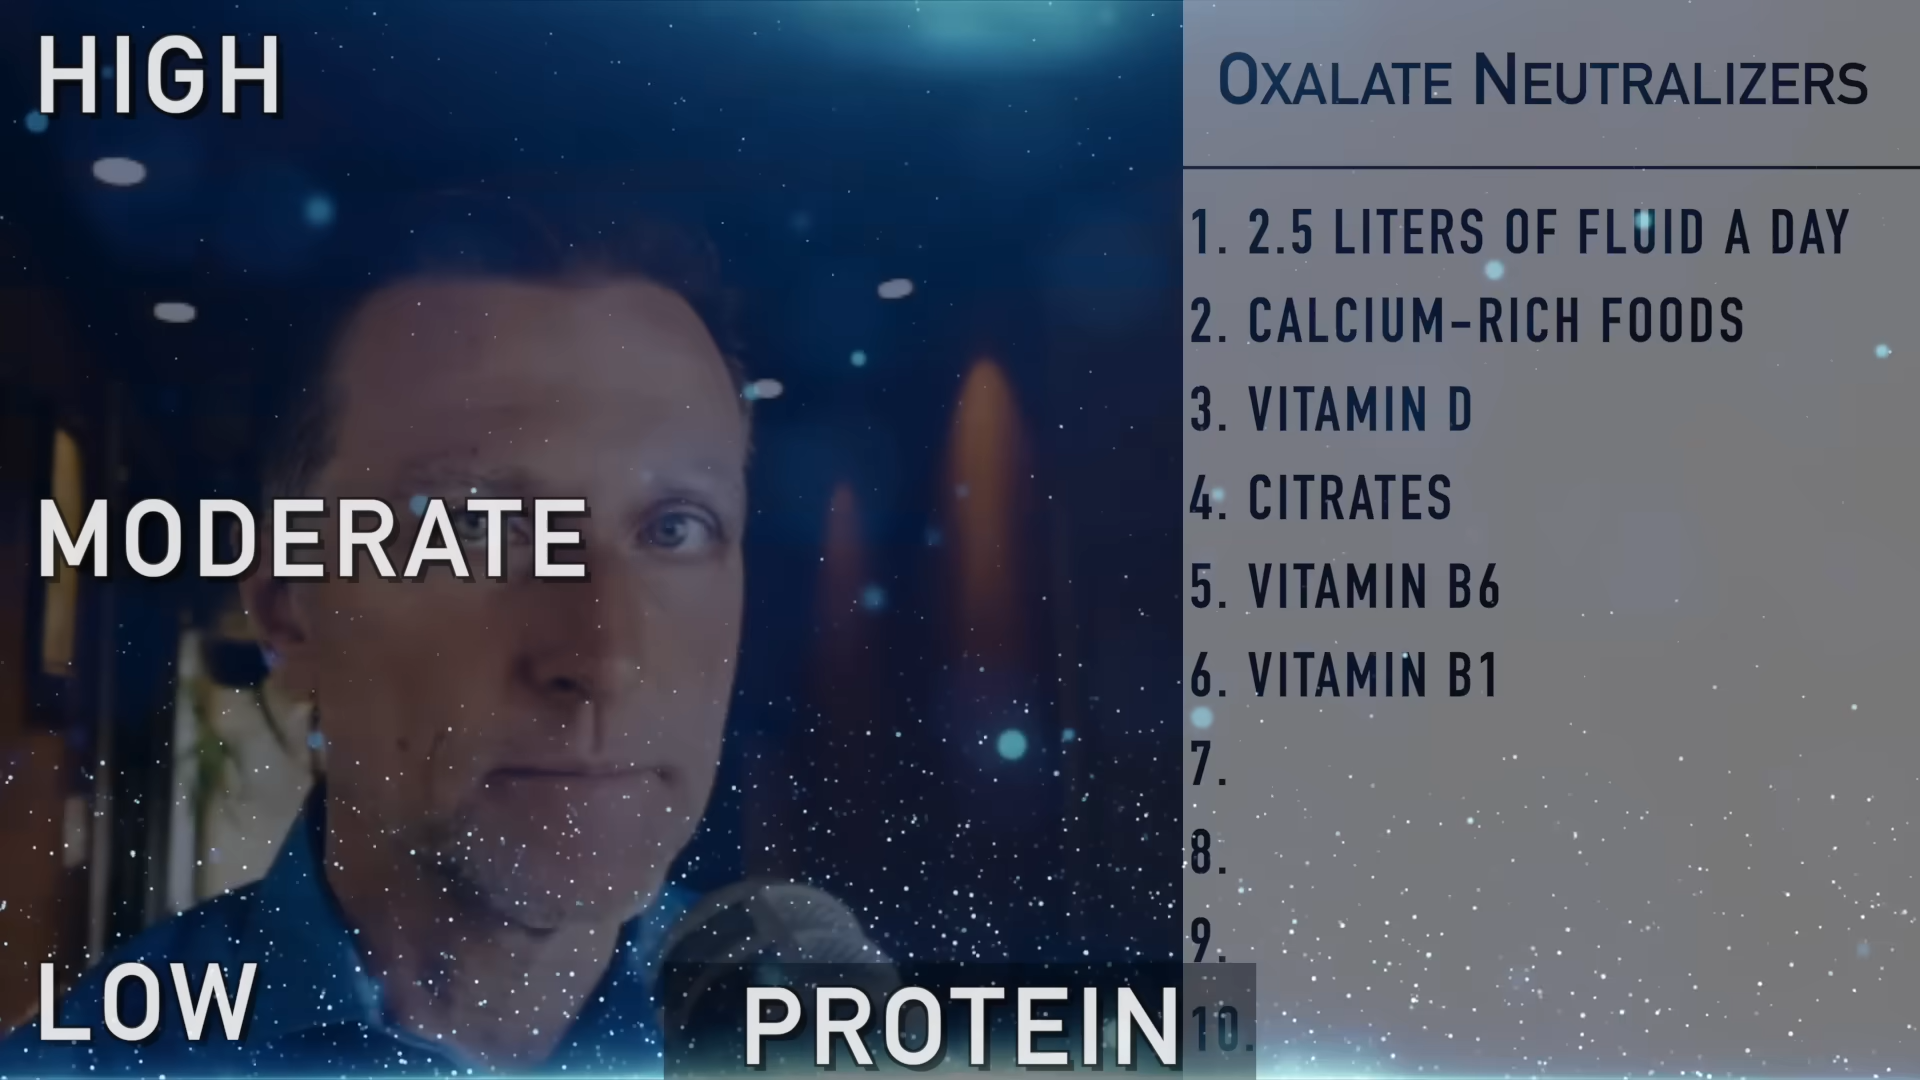 HIGH
MODERATE
LOW
PROTEIN
OXALATE NEUTRALIZERS
1. 2.5 LITERS OF FLUID A DAY
2. CALCIUM-RICH FOODS
3. VITAMIN D
4. CITRATES
5. VITAMIN B6
6. VITAMIN B1
7.
8.
9.
10.